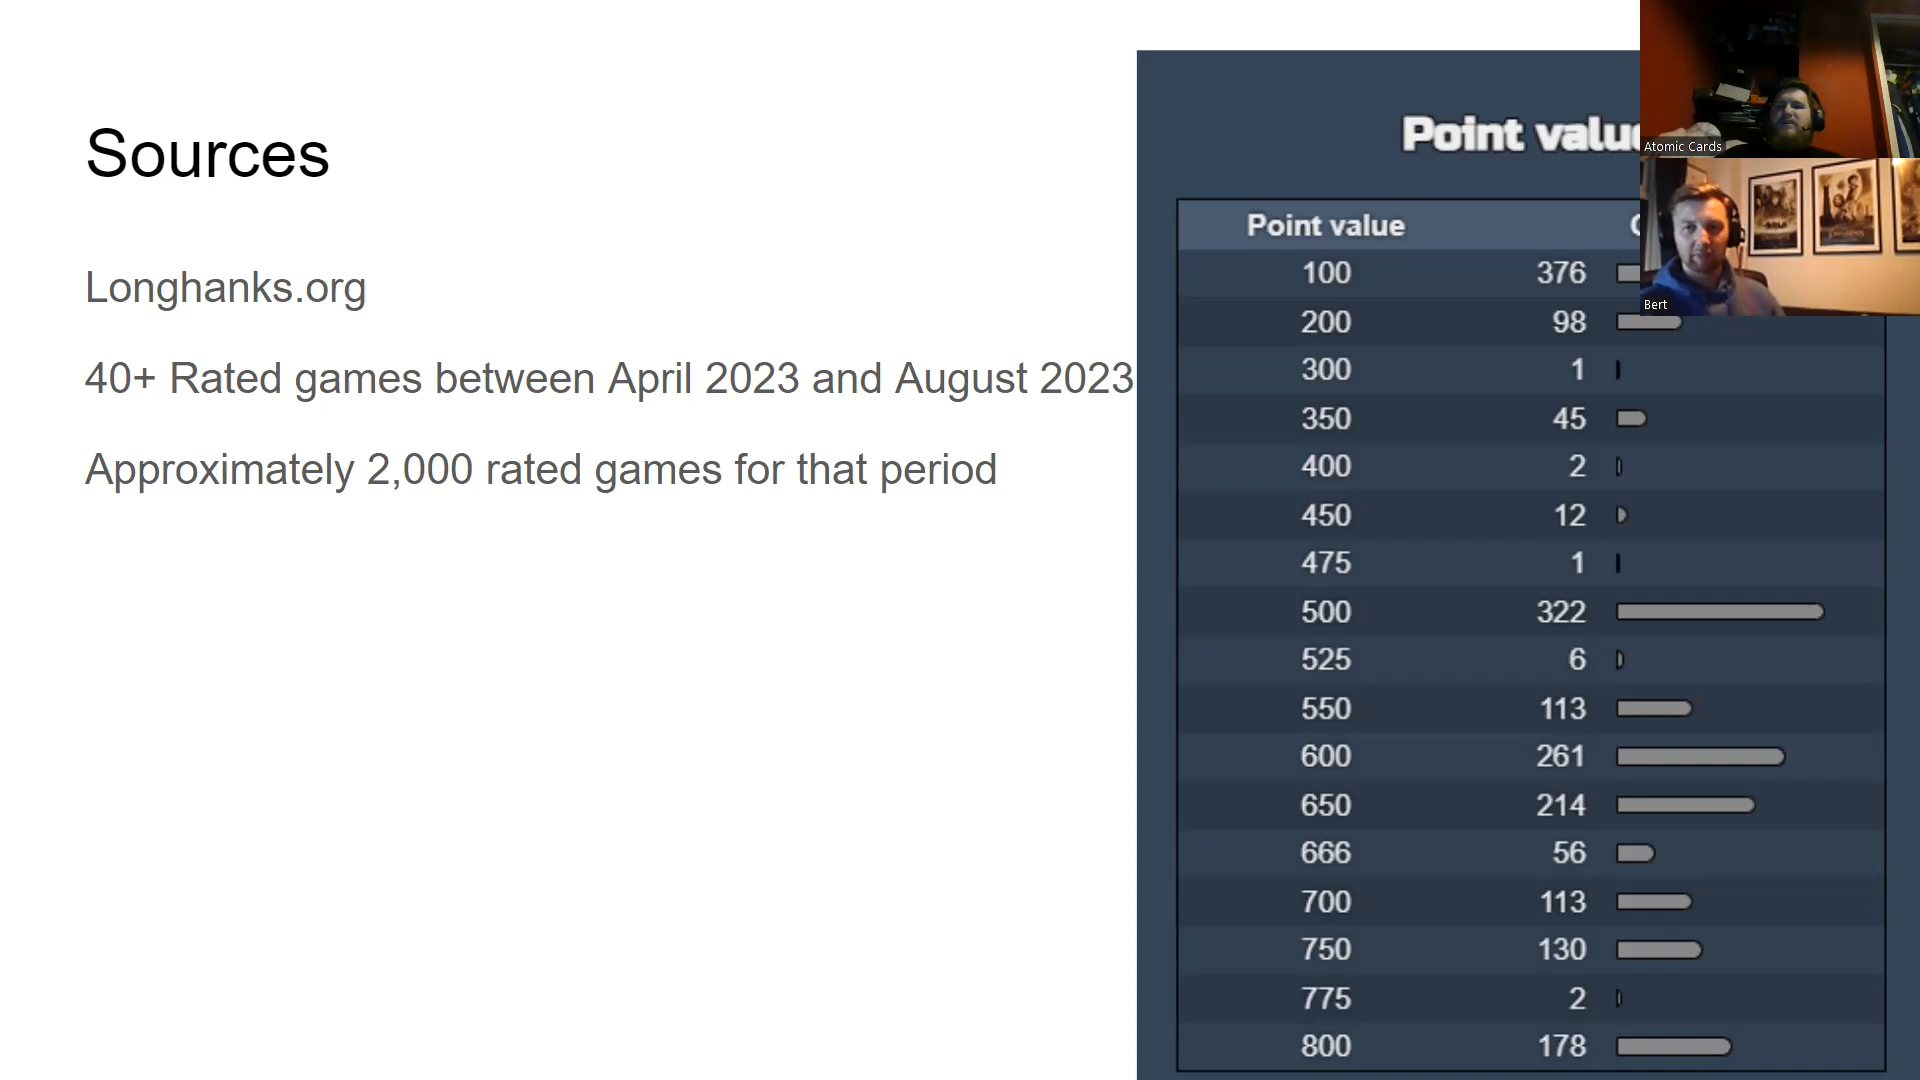 Sources
Longhanks.org
40+ Rated games between April 2023 and August 2023
Approximately 2,000 rated games for that period
Point valu
Point value
100 376
200 98
300 1
350 45
400 2
450 12
475 1
500 322
525 6
550 113
600 261
650 214
666 56
700 113
750 130
775 2
800 178
Atomic Cards
Bert